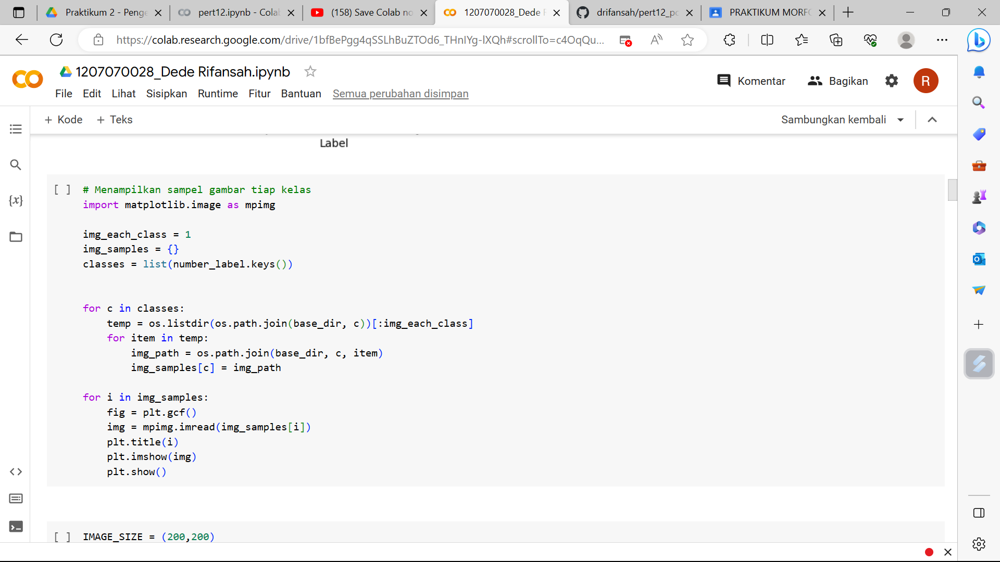 Praktikum 2 - Penge
pert12.ipynb - Colab
(158) Save Colab no
1207070028_Dede R
drifansah/pert12_pc
PRAKTIKUM MORFO
https://colab.research.google.com/drive/1bfBePgg4qSSLhBuZTOd6_THnIYg-lXQh#scrollTo=c4OqQu...
1207070028_Dede Rifansah.ipynb
Komentar
Bagikan
R
File Edit Lihat Sisipkan Runtime Fitur Bantuan Semua perubahan disimpan
+ Kode + Teks
Sambungkan kembali
Label
[ ] # Menampilkan sampel gambar tiap kelas
import matplotlib.image as mpimg
img_each_class = 1
img_samples = {}
classes = list(number_label.keys())
for c in classes:
    temp = os.listdir(os.path.join(base_dir, c))[:img_each_class]
    for item in temp:
        img_path = os.path.join(base_dir, c, item)
        img_samples[c] = img_path
for i in img_samples:
    fig = plt.gcf()
    img = mpimg.imread(img_samples[i])
    plt.title(i)
    plt.imshow(img)
    plt.show()
[ ] IMAGE_SIZE = (200,200)